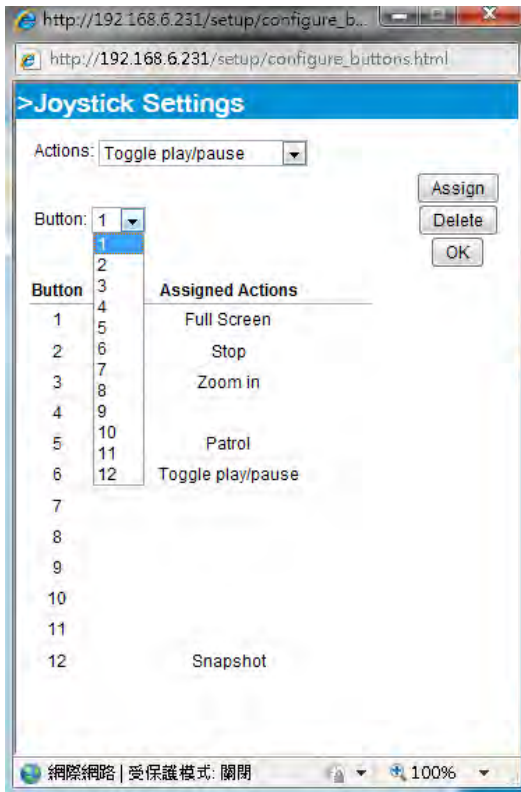 http://192.168.6.231/setup/configure_b...
http://192.168.6.231/setup/configure_buttons.html
>Joystick Settings
Actions: Toggle play/pause
Assign
Button: 1
Delete
OK
1
2
3
4
5
6
7
8
9
10
11
12
Button Assigned Actions
1 Full Screen
2 Stop
3 Zoom in
4
5 Patrol
6 Toggle play/pause
7
8
9
10
11
12 Snapshot
網際網路 | 受保護模式: 關閉 100%